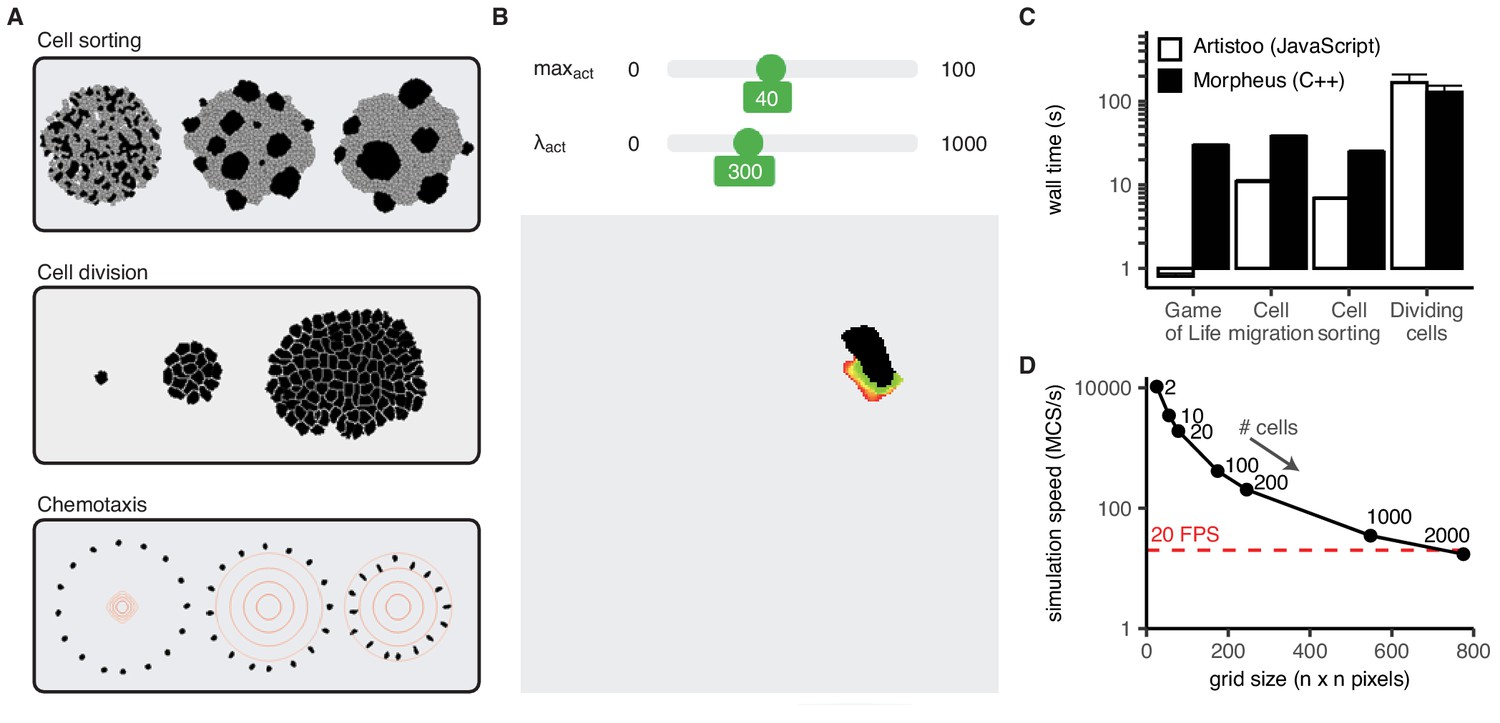 A
Cell sorting
Cell division
Chemotaxis
B
maxact 0 100
40
λact 0 1000
300
C
Artistoo (JavaScript)
Morpheus (C++)
wall time (s)
100
10
1
Game of Life
Cell migration
Cell sorting
Dividing cells
D
simulation speed (MCS/s)
10000
100
1
2
10
20
100
200
1000
2000
# cells
20 FPS
0 200 400 600 800
grid size (n x n pixels)